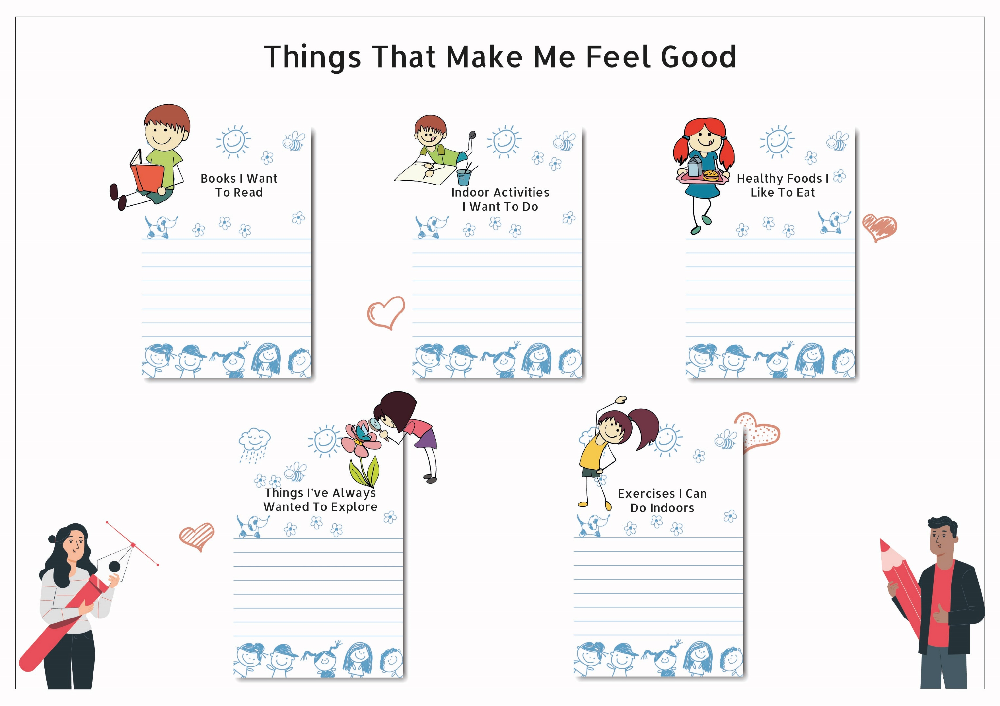 Things That Make Me Feel Good
Books I Want
To Read
Indoor Activities
I Want To Do
Healthy Foods I
Like To Eat
Things I’ve Always
Wanted To Explore
Exercises I Can
Do Indoors